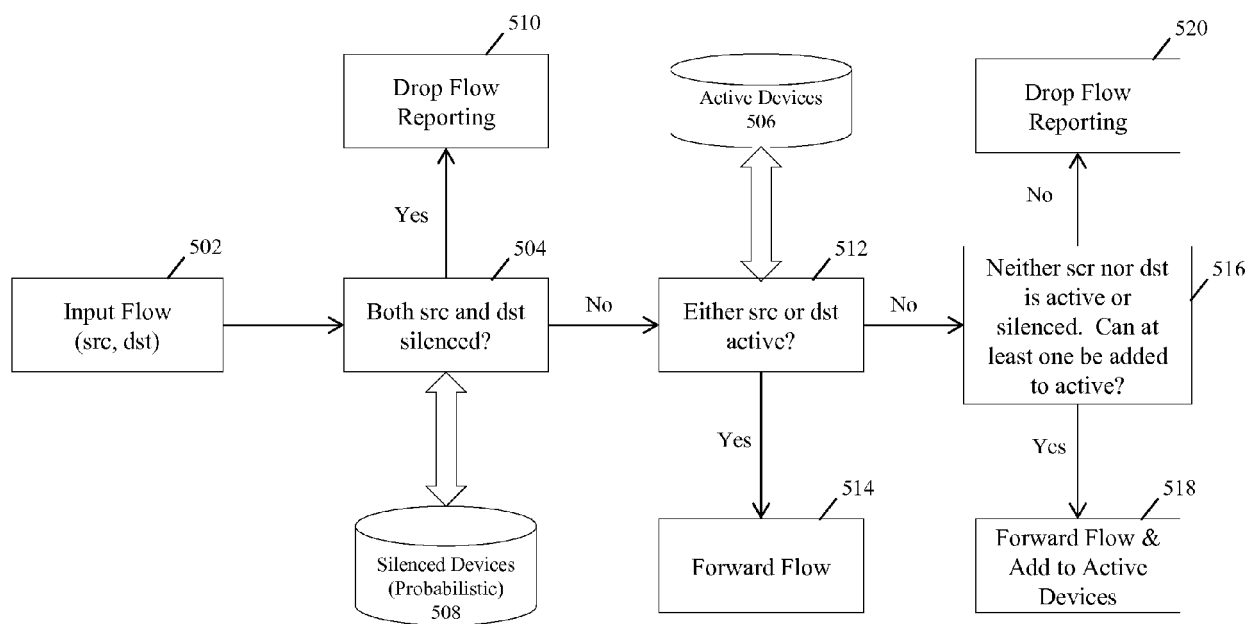 510
Drop Flow
Reporting
Active Devices
506
520
Drop Flow
Reporting
Yes
No
502
Input Flow
(src, dst)
504
Both src and dst
silenced?
No
512
Either src or dst
active?
No
Neither scr nor dst
is active or
silenced. Can at
least one be added
to active?
516
Yes
Yes
Silenced Devices
(Probabilistic)
508
514
Forward Flow
518
Forward Flow &
Add to Active
Devices